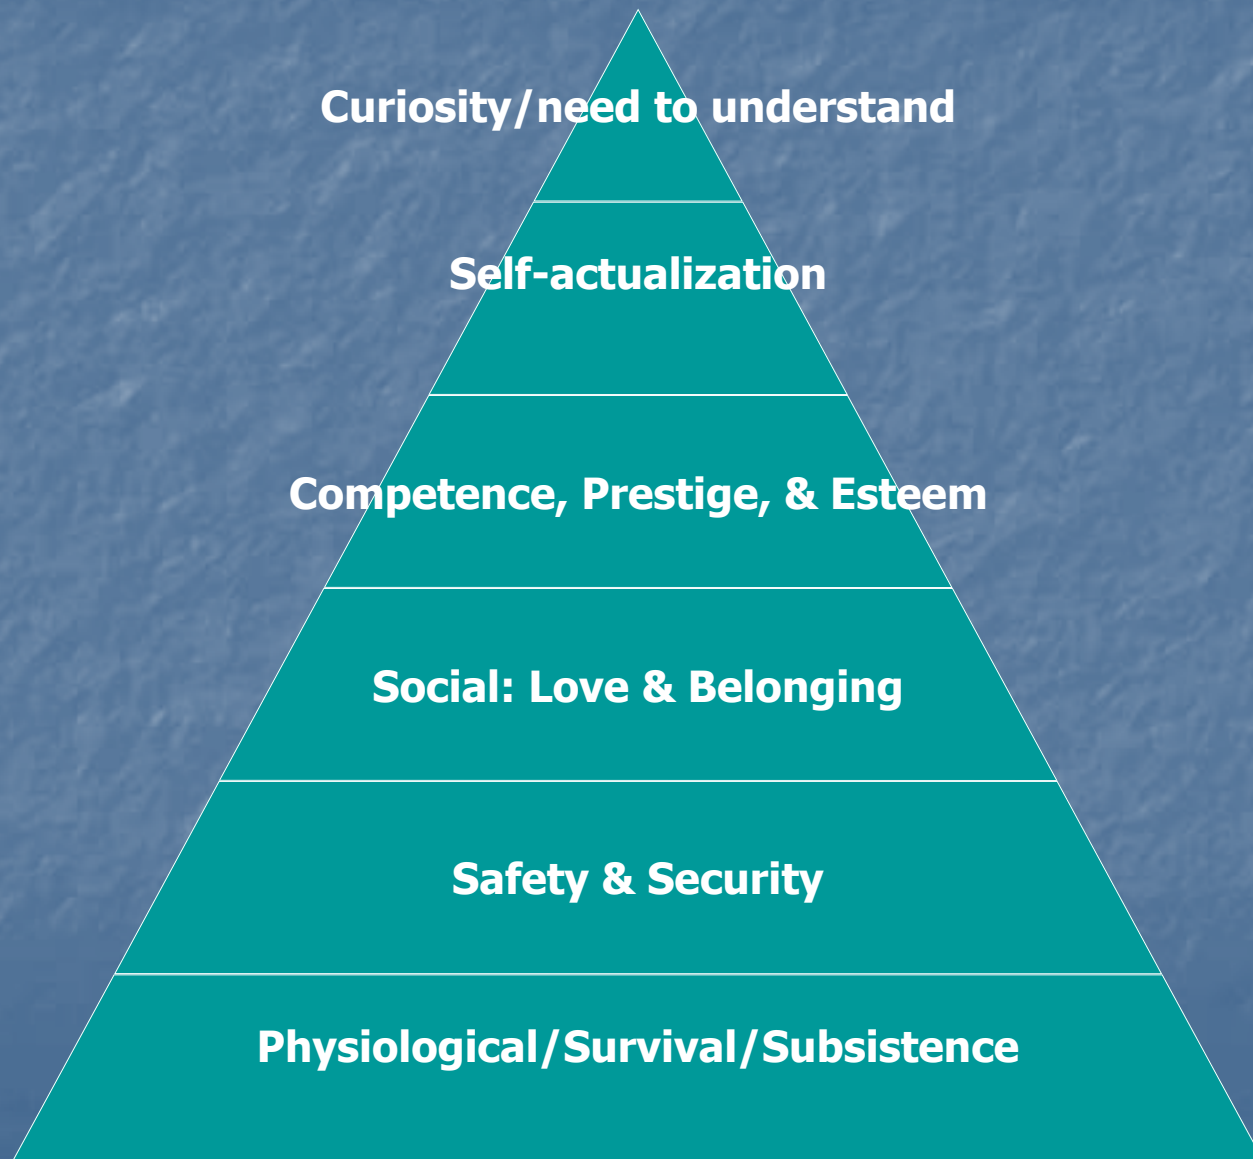 Curiosity/need to understand
Self-actualization
Competence, Prestige, & Esteem
Social: Love & Belonging
Safety & Security
Physiological/Survival/Subsistence